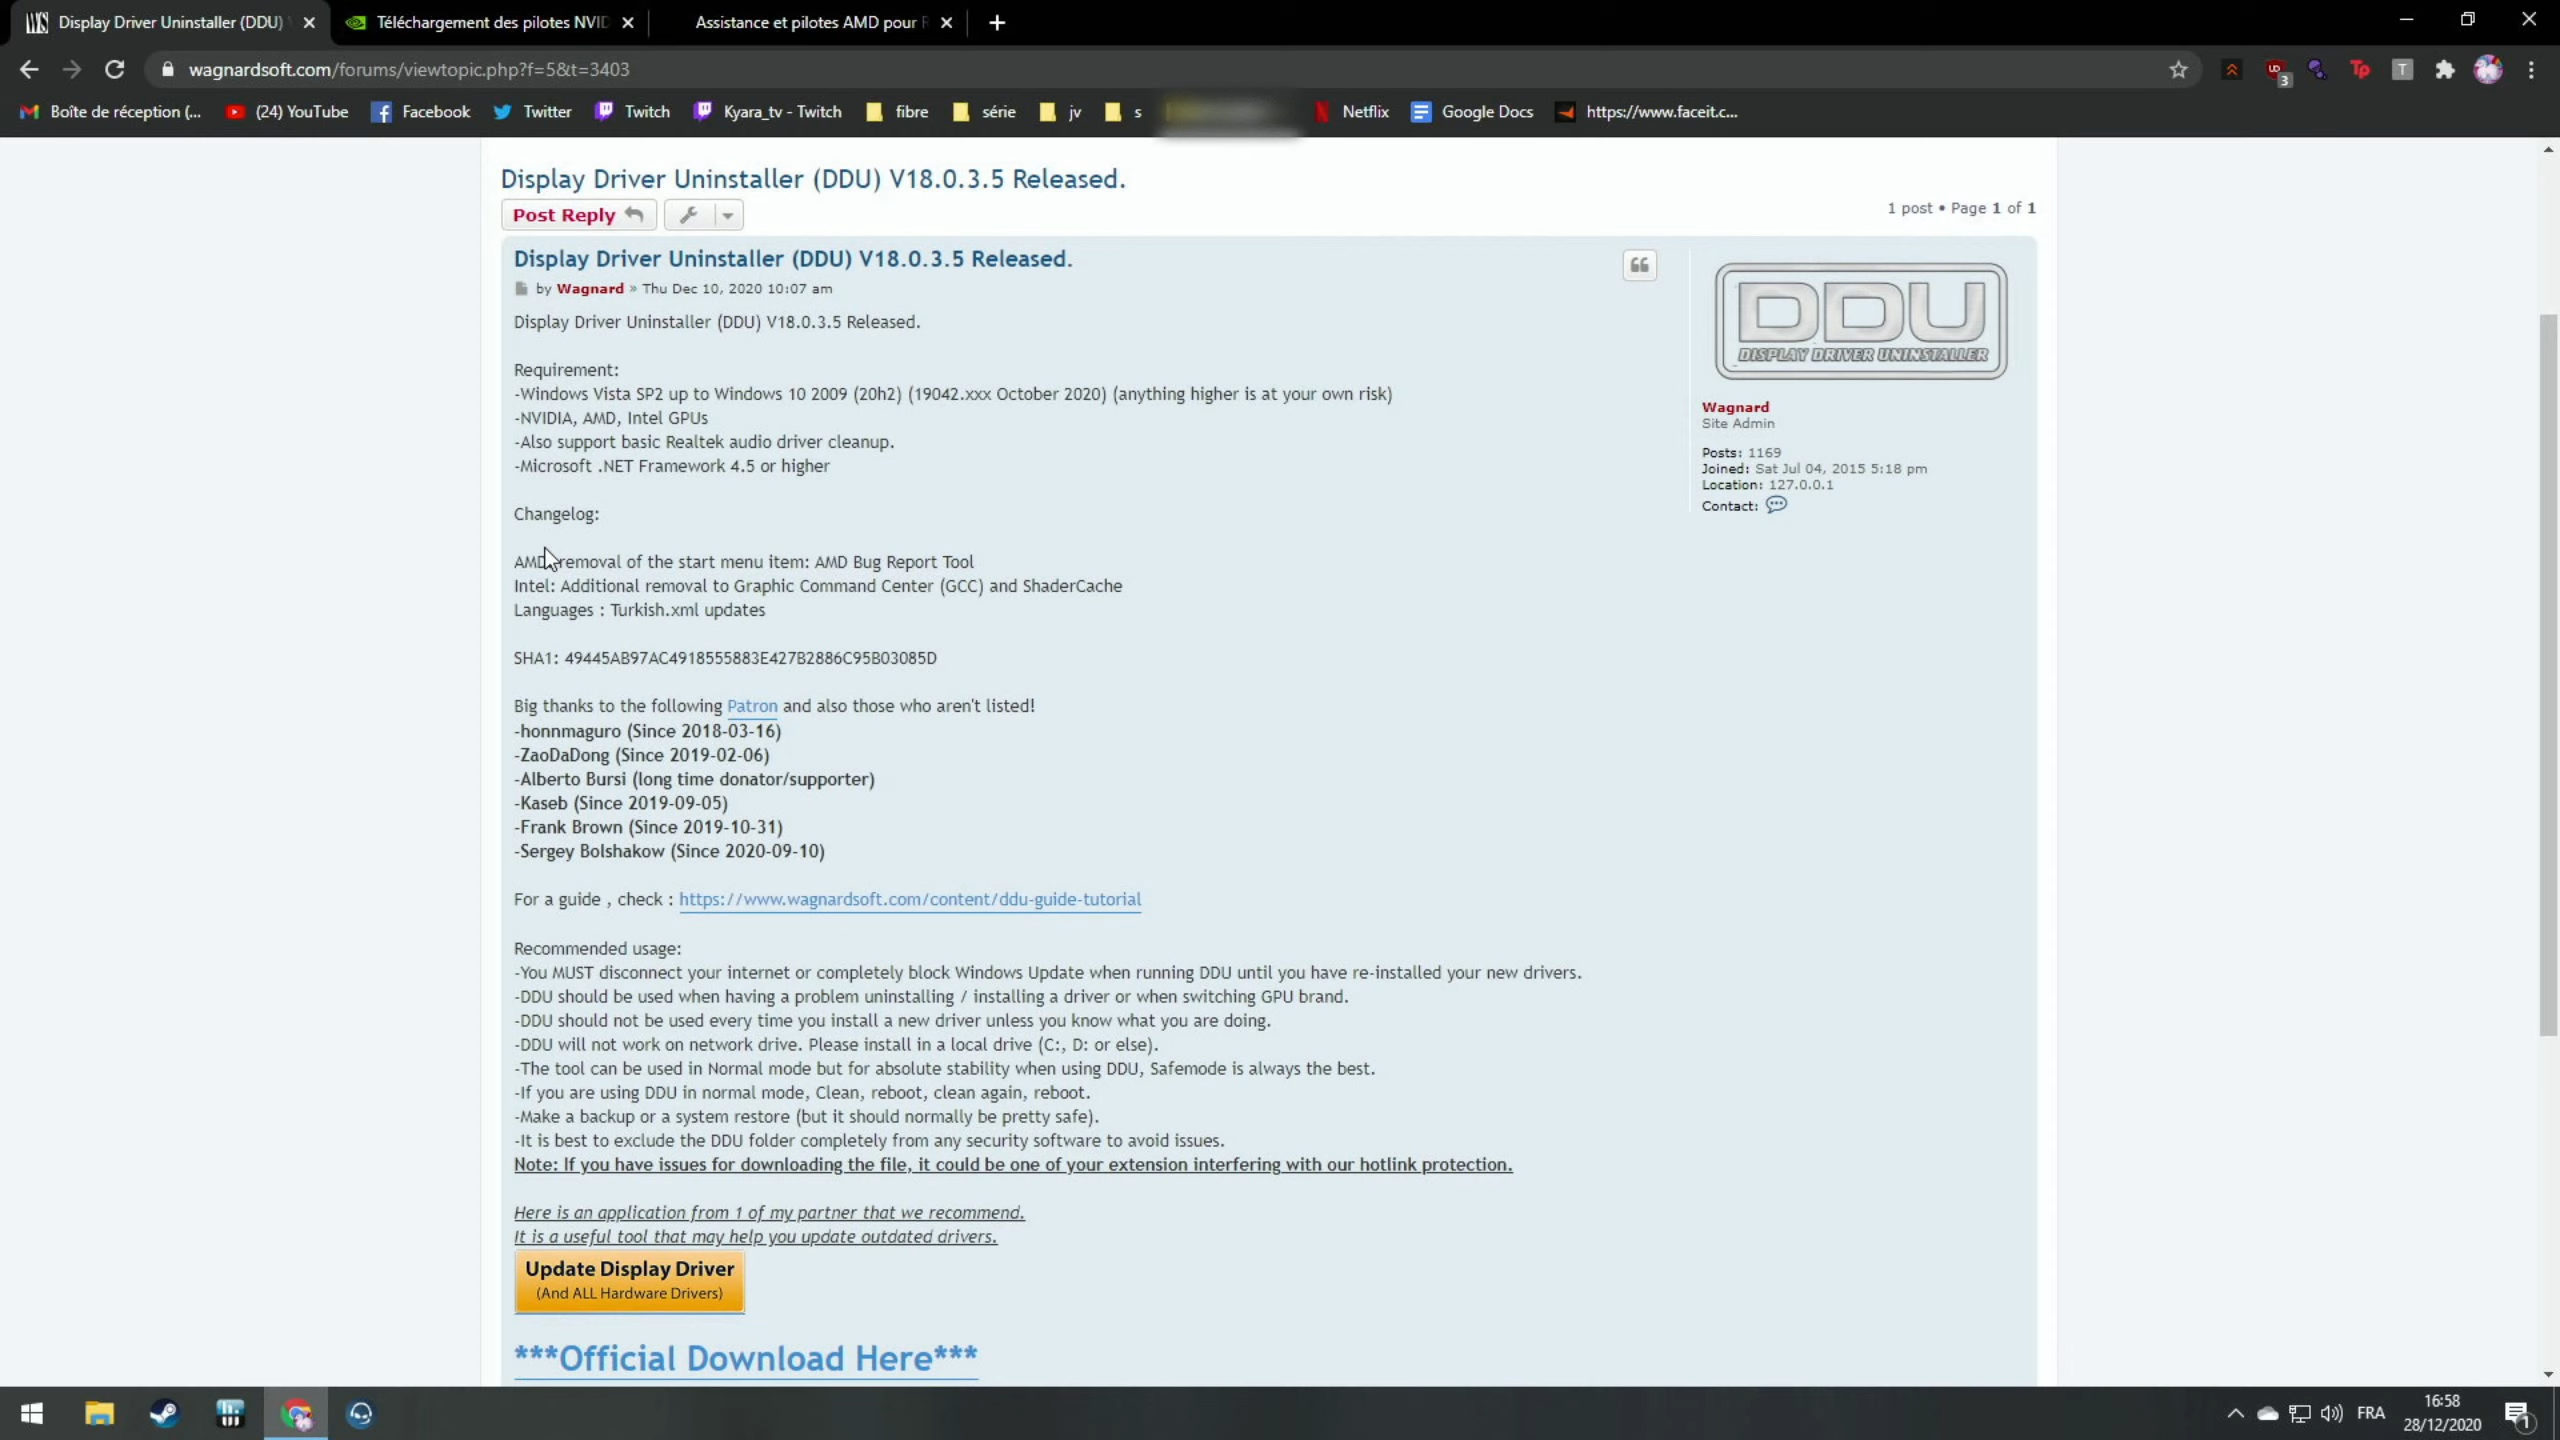 Display Driver Uninstaller (DDU)
Téléchargement des pilotes NVID
Assistance et pilotes AMD pour
wagnardsoft.com/forums/viewtopic.php?f=5&t=3403
UD 3
Tp
T
Boîte de réception (...
(24) YouTube
Facebook
Twitter
Twitch
Kyara_tv - Twitch
fibre
série
jv
s
Netflix
Google Docs
https://www.faceit.c...
Display Driver Uninstaller (DDU) V18.0.3.5 Released.
Post Reply
1 post • Page 1 of 1
Display Driver Uninstaller (DDU) V18.0.3.5 Released.
by Wagnard » Thu Dec 10, 2020 10:07 am
Display Driver Uninstaller (DDU) V18.0.3.5 Released.
Requirement:
-Windows Vista SP2 up to Windows 10 2009 (20h2) (19042.xxx October 2020) (anything higher is at your own risk)
-NVIDIA, AMD, Intel GPUs
-Also support basic Realtek audio driver cleanup.
-Microsoft .NET Framework 4.5 or higher
Changelog:
AMD removal of the start menu item: AMD Bug Report Tool
Intel: Additional removal to Graphic Command Center (GCC) and ShaderCache
Languages : Turkish.xml updates
SHA1: 49445AB97AC4918555883E427B2886C95B03085D
Big thanks to the following Patron and also those who aren't listed!
-honnmaguro (Since 2018-03-16)
-ZaoDaDong (Since 2019-02-06)
-Alberto Bursi (long time donator/supporter)
-Kaseb (Since 2019-09-05)
-Frank Brown (Since 2019-10-31)
-Sergey Bolshakow (Since 2020-09-10)
For a guide , check : https://www.wagnardsoft.com/content/ddu-guide-tutorial
Recommended usage:
-You MUST disconnect your internet or completely block Windows Update when running DDU until you have re-installed your new drivers.
-DDU should be used when having a problem uninstalling / installing a driver or when switching GPU brand.
-DDU should not be used every time you install a new driver unless you know what you are doing.
-DDU will not work on network drive. Please install in a local drive (C:, D: or else).
-The tool can be used in Normal mode but for absolute stability when using DDU, Safemode is always the best.
-If you are using DDU in normal mode, Clean, reboot, clean again, reboot.
-Make a backup or a system restore (but it should normally be pretty safe).
-It is best to exclude the DDU folder completely from any security software to avoid issues.
Note: If you have issues for downloading the file, it could be one of your extension interfering with our hotlink protection.
Here is an application from 1 of my partner that we recommend.
It is a useful tool that may help you update outdated drivers.
Update Display Driver
(And ALL Hardware Drivers)
***Official Download Here***
DDU
DISPLAY DRIVER UNINSTALLER
Wagnard
Site Admin
Posts: 1169
Joined: Sat Jul 04, 2015 5:18 pm
Location: 127.0.0.1
Contact:
FRA
16:58
28/12/2020
1